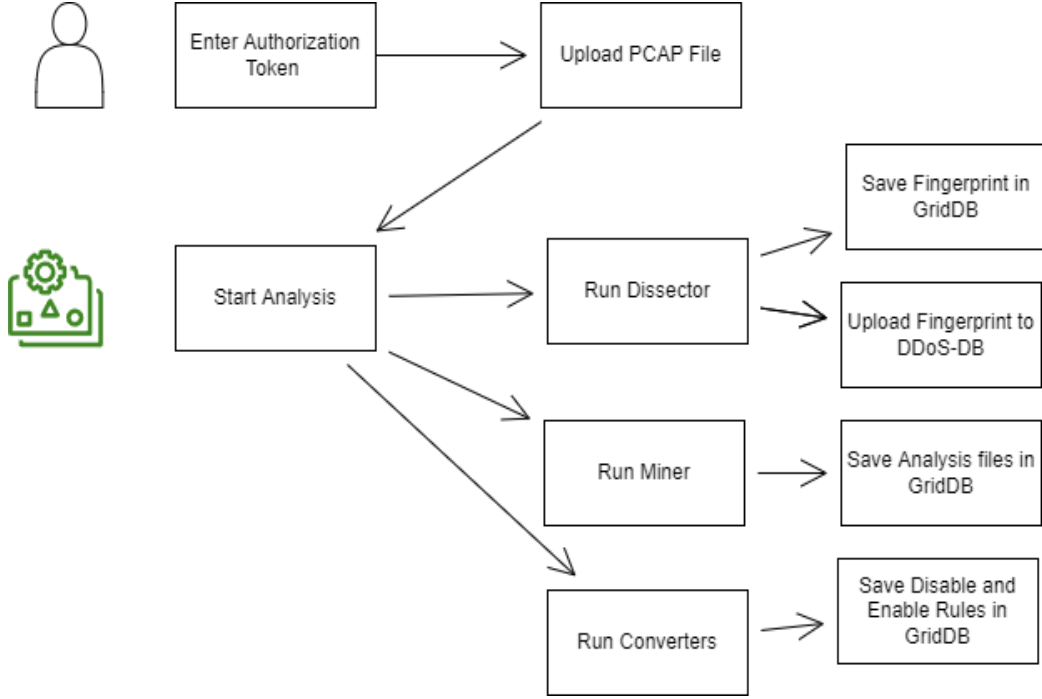 Enter Authorization
Token
Upload PCAP File
Save Fingerprint in
GridDB
Start Analysis
Run Dissector
Upload Fingerprint to
DDoS-DB
Run Miner
Save Analysis files in
GridDB
Run Converters
Save Disable and
Enable Rules in
GridDB